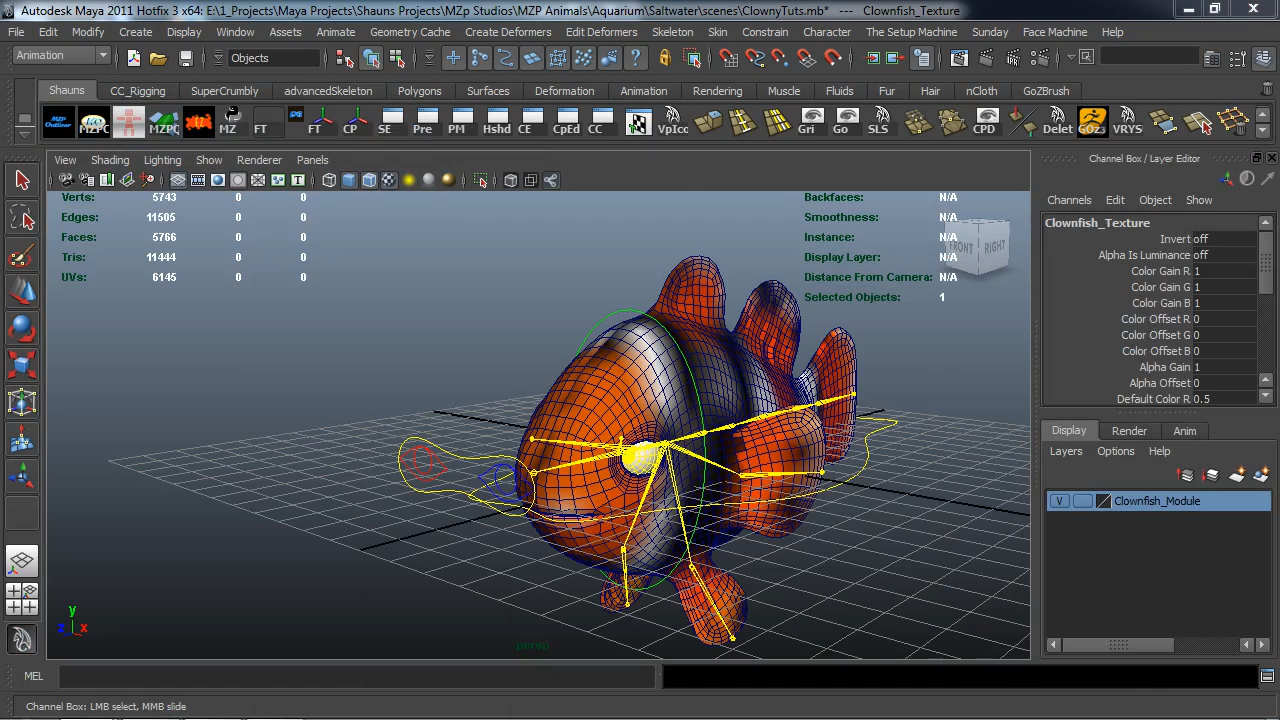 Autodesk Maya 2011 Hotfix 3 x64: E:\1_Projects\Maya Projects\Shauns Projects\MZp Studios\MZP Animals\Aquarium\Saltwater\scenes\ClownyTuts.mb* --- Clownfish_Texture
File Edit Modify Create Display Window Assets Animate Geometry Cache Create Deformers Edit Deformers Skeleton Skin Constrain Character The Setup Machine Sunday Face Machine Help
Animation Objects
Shauns CC_Rigging SuperCrumbly advancedSkeleton Polygons Surfaces Deformation Animation Rendering Muscle Fluids Fur Hair nCloth GoZBrush
MZPC MZPC MZ FT FT CP SE Pre PM Hshd CE CpEd CC VpIcc Gri Go SLS CPD Delet GOZ3 VRYS
View Shading Lighting Show Renderer Panels
Channel Box / Layer Editor
Verts: 5743 0 0
Edges: 11505 0 0
Faces: 5766 0 0
Tris: 11444 0 0
UVs: 6145 0 0
Backfaces: N/A
Smoothness: N/A
Instance: N/A
Display Layer: N/A
Distance From Camera: N/A
Selected Objects: 1
FRONT RIGHT
y
z x
persp
Channels Edit Object Show
Clownfish_Texture
Invert off
Alpha Is Luminance off
Color Gain R 1
Color Gain G 1
Color Gain B 1
Color Offset R 0
Color Offset G 0
Color Offset B 0
Alpha Gain 1
Alpha Offset 0
Default Color R 0.5
Display Render Anim
Layers Options Help
V Clownfish_Module
MEL
Channel Box: LMB select, MMB slide